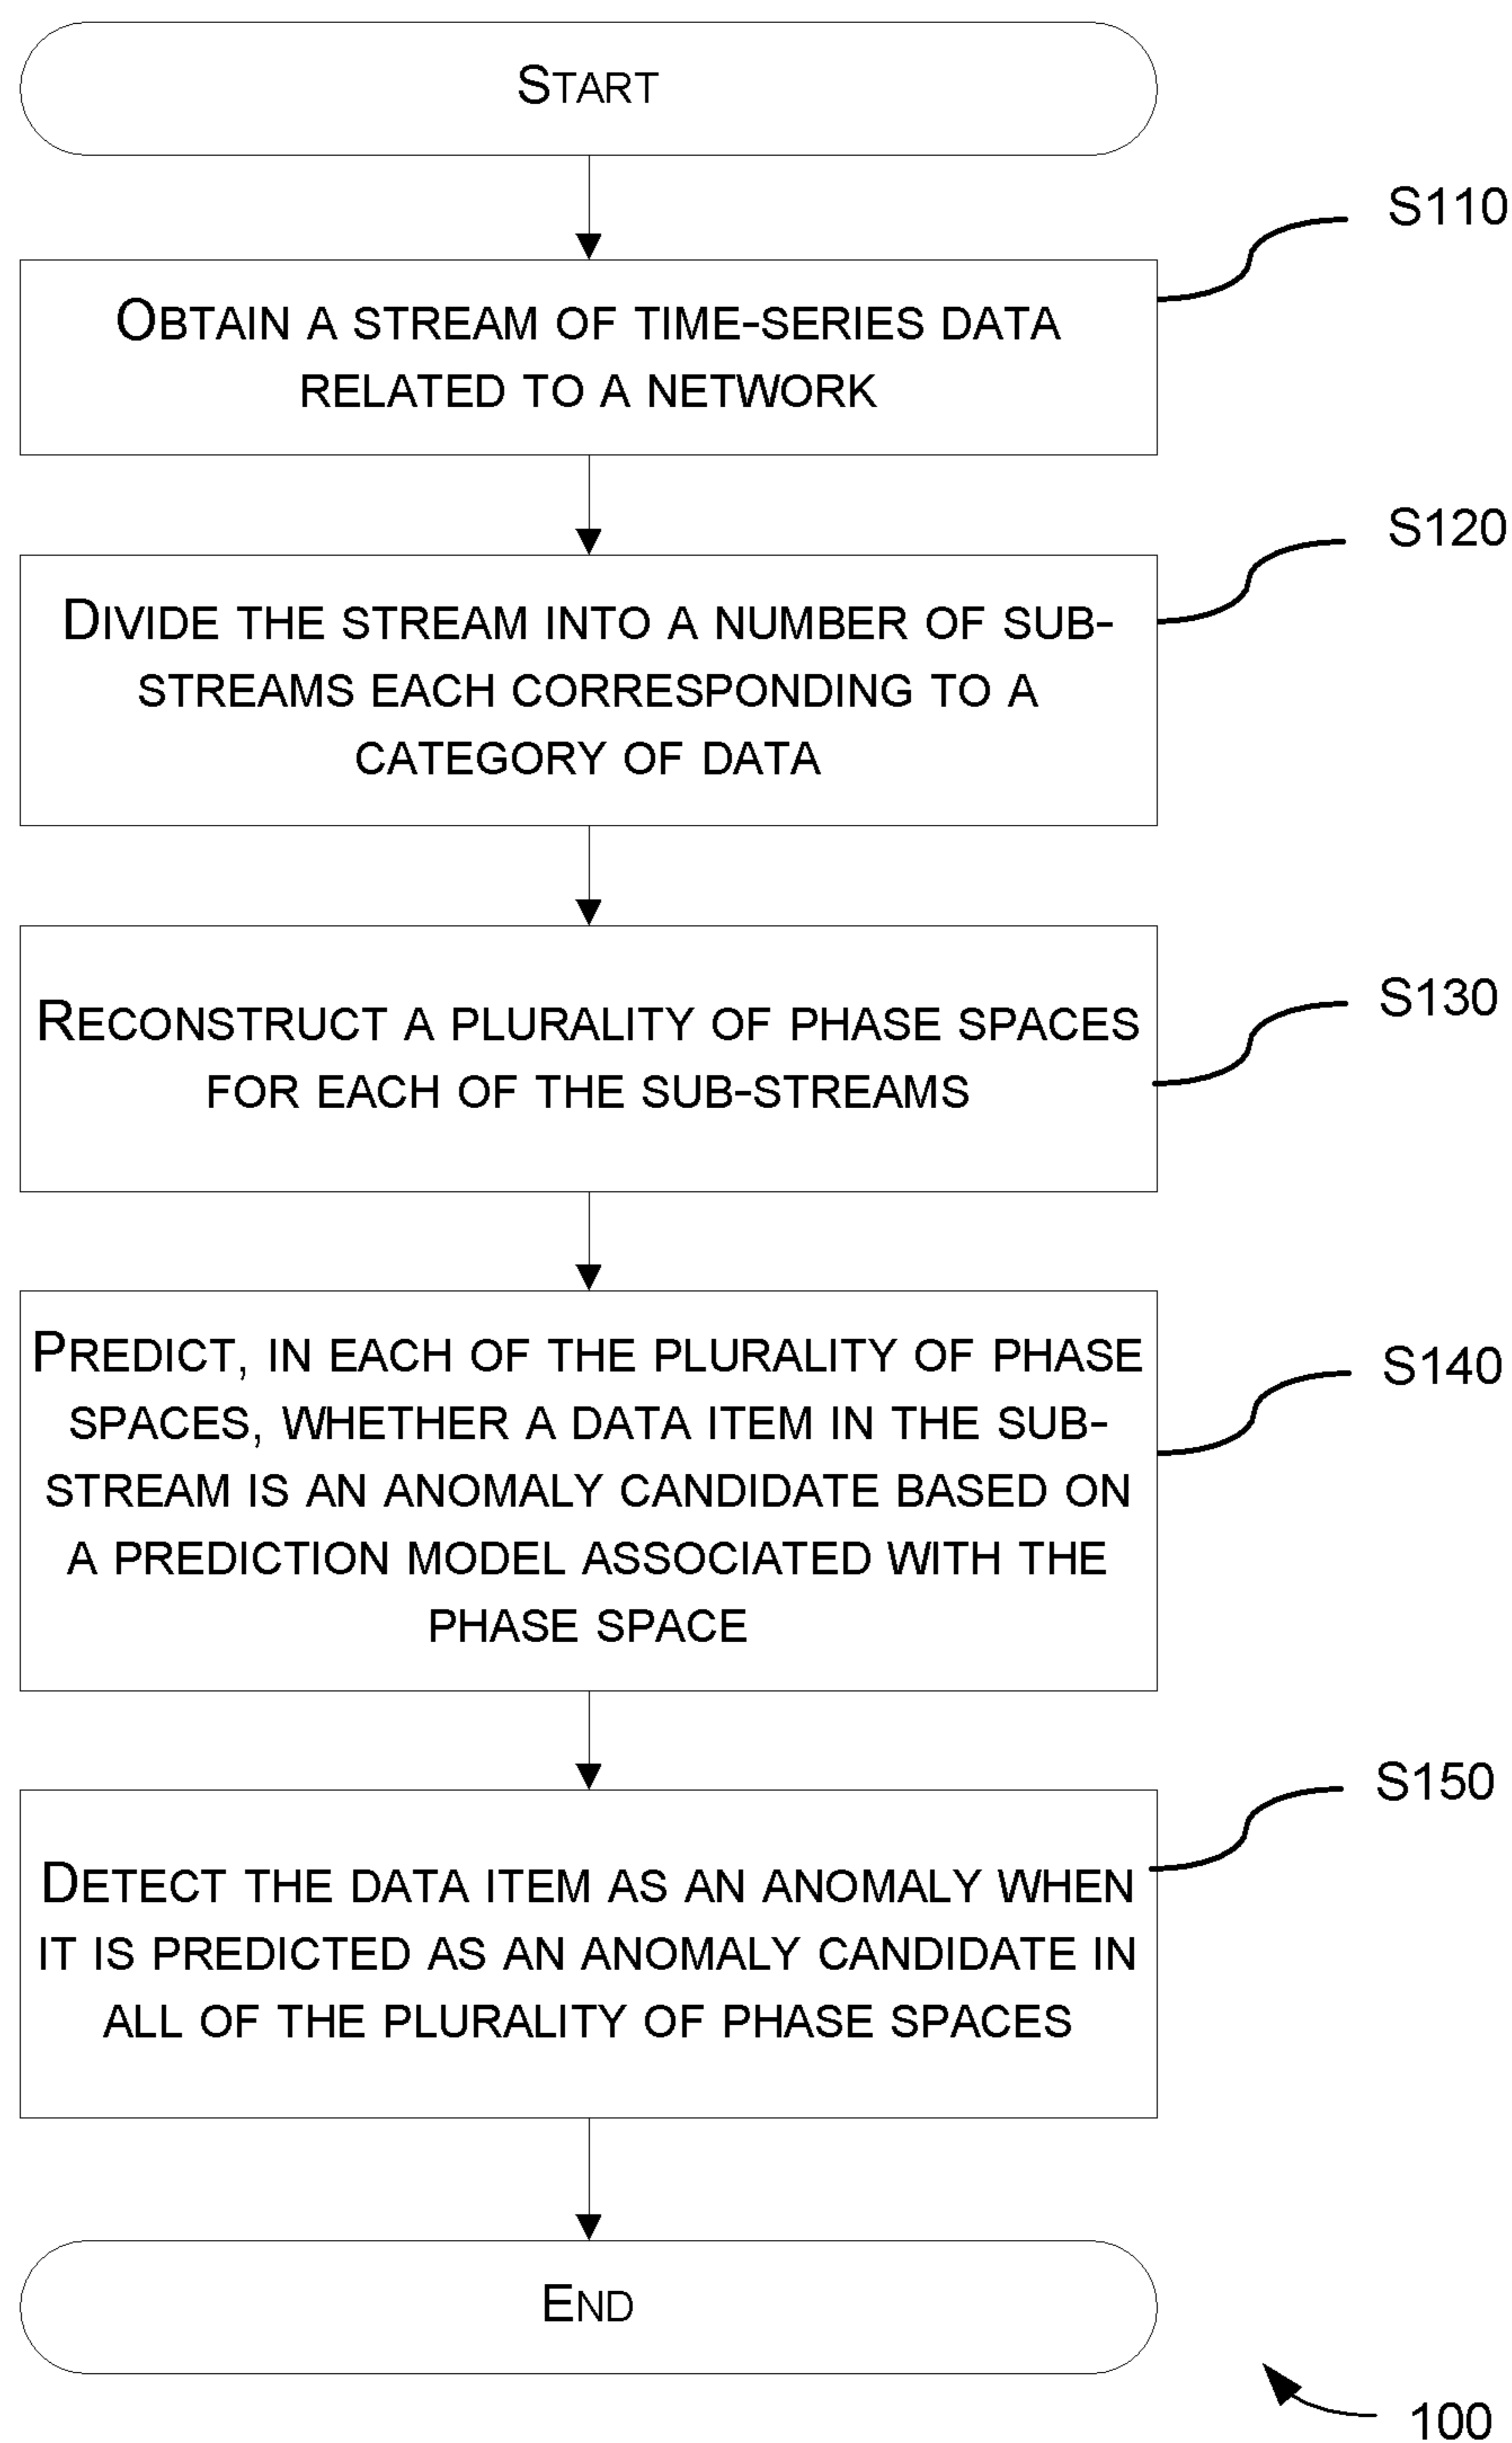 START
S110
OBTAIN A STREAM OF TIME-SERIES DATA
RELATED TO A NETWORK
S120
DIVIDE THE STREAM INTO A NUMBER OF SUB-
STREAMS EACH CORRESPONDING TO A
CATEGORY OF DATA
S130
RECONSTRUCT A PLURALITY OF PHASE SPACES
FOR EACH OF THE SUB-STREAMS
S140
PREDICT, IN EACH OF THE PLURALITY OF PHASE
SPACES, WHETHER A DATA ITEM IN THE SUB-
STREAM IS AN ANOMALY CANDIDATE BASED ON
A PREDICTION MODEL ASSOCIATED WITH THE
PHASE SPACE
S150
DETECT THE DATA ITEM AS AN ANOMALY WHEN
IT IS PREDICTED AS AN ANOMALY CANDIDATE IN
ALL OF THE PLURALITY OF PHASE SPACES
END
100